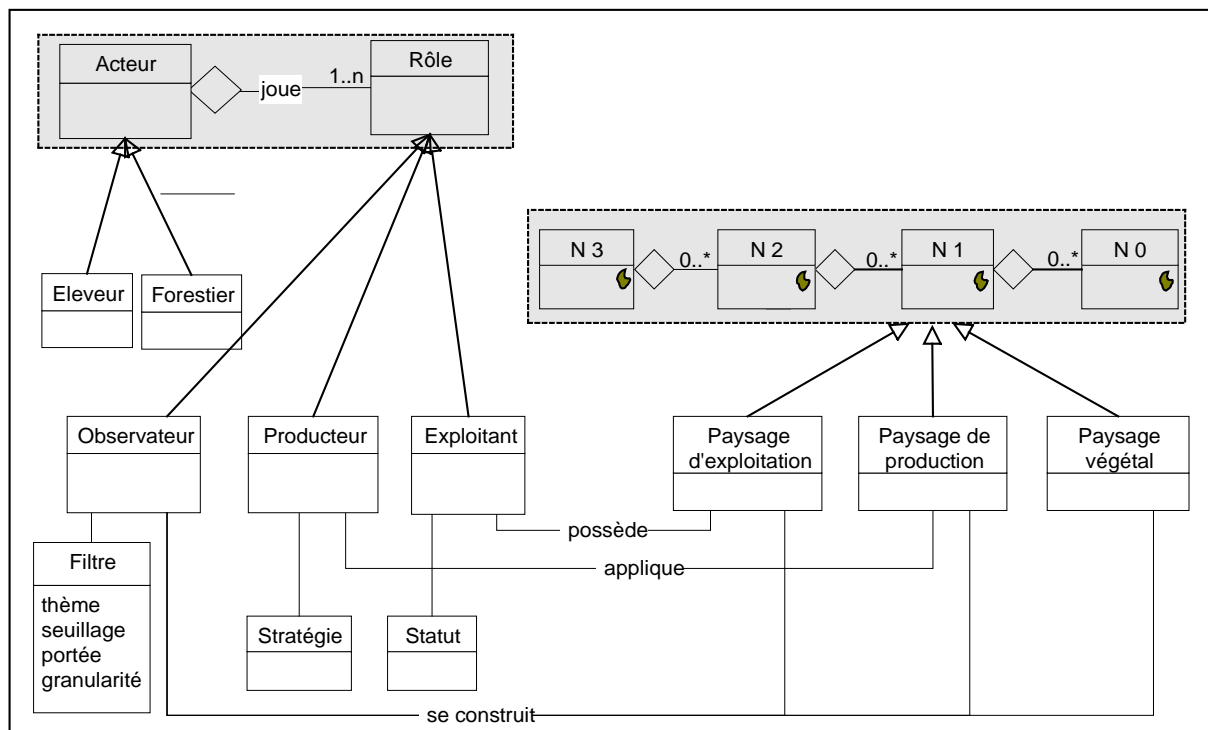 Acteur
Rôle
joue
1..n
N 3
N 2
N 1
N 0
0..*
0..*
0..*
Eleveur
Forestier
Observateur
Producteur
Exploitant
Paysage
d'exploitation
Paysage de
production
Paysage
végétal
possède
applique
Filtre
thème
seuillage
portée
granularité
Stratégie
Statut
se construit